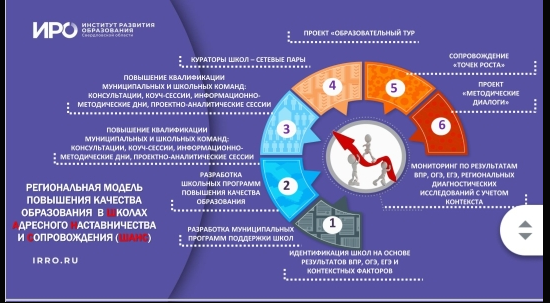 ИРО
ИНСТИТУТ РАЗВИТИЯ
ОБРАЗОВАНИЯ
Свердловской области
ПРОЕКТ «ОБРАЗОВАТЕЛЬНЫЙ ТУР
КУРАТОРЫ ШКОЛ – СЕТЕВЫЕ ПАРЫ
СОПРОВОЖДЕНИЕ
«ТОЧЕК РОСТА»
ПОВЫШЕНИЕ КВАЛИФИКАЦИИ
МУНИЦИПАЛЬНЫХ И ШКОЛЬНЫХ КОМАНД:
КОНСУЛЬТАЦИИ, КОУЧ-СЕССИИ, ИНФОРМАЦИОННО-
МЕТОДИЧЕСКИЕ ДНИ, ПРОЕКТНО-АНАЛИТИЧЕСКИЕ СЕССИИ
ПРОЕКТ
«МЕТОДИЧЕСКИЕ
ДИАЛОГИ»
ПОВЫШЕНИЕ КВАЛИФИКАЦИИ
МУНИЦИПАЛЬНЫХ И ШКОЛЬНЫХ КОМАНД:
КОНСУЛЬТАЦИИ, КОУЧ-СЕССИИ, ИНФОРМАЦИОННО-
МЕТОДИЧЕСКИЕ ДНИ, ПРОЕКТНО-АНАЛИТИЧЕСКИЕ СЕССИИ
4
5
3
6
2
1
МОНИТОРИНГ ПО РЕЗУЛЬТАТАМ
ВПР, ОГЭ, ЕГЭ, РЕГИОНАЛЬНЫХ
ДИАГНОСТИЧЕСКИХ
ИССЛЕДОВАНИЙ С УЧЕТОМ
КОНТЕКСТА
РАЗРАБОТКА
ШКОЛЬНЫХ ПРОГРАММ
ПОВЫШЕНИЯ КАЧЕСТВА
ОБРАЗОВАНИЯ
РЕГИОНАЛЬНАЯ МОДЕЛЬ
ПОВЫШЕНИЯ КАЧЕСТВА
ОБРАЗОВАНИЯ В ШКОЛАХ
АДРЕСНОГО НАСТАВНИЧЕСТВА
И СОПРОВОЖДЕНИЯ (ШАНС)
РАЗРАБОТКА МУНИЦИПАЛЬНЫХ
ПРОГРАММ ПОДДЕРЖКИ ШКОЛ
ИДЕНТИФИКАЦИЯ ШКОЛ НА ОСНОВЕ
РЕЗУЛЬТАТОВ ВПР, ОГЭ, ЕГЭ И
КОНТЕКСТНЫХ ФАКТОРОВ
IRRO.RU